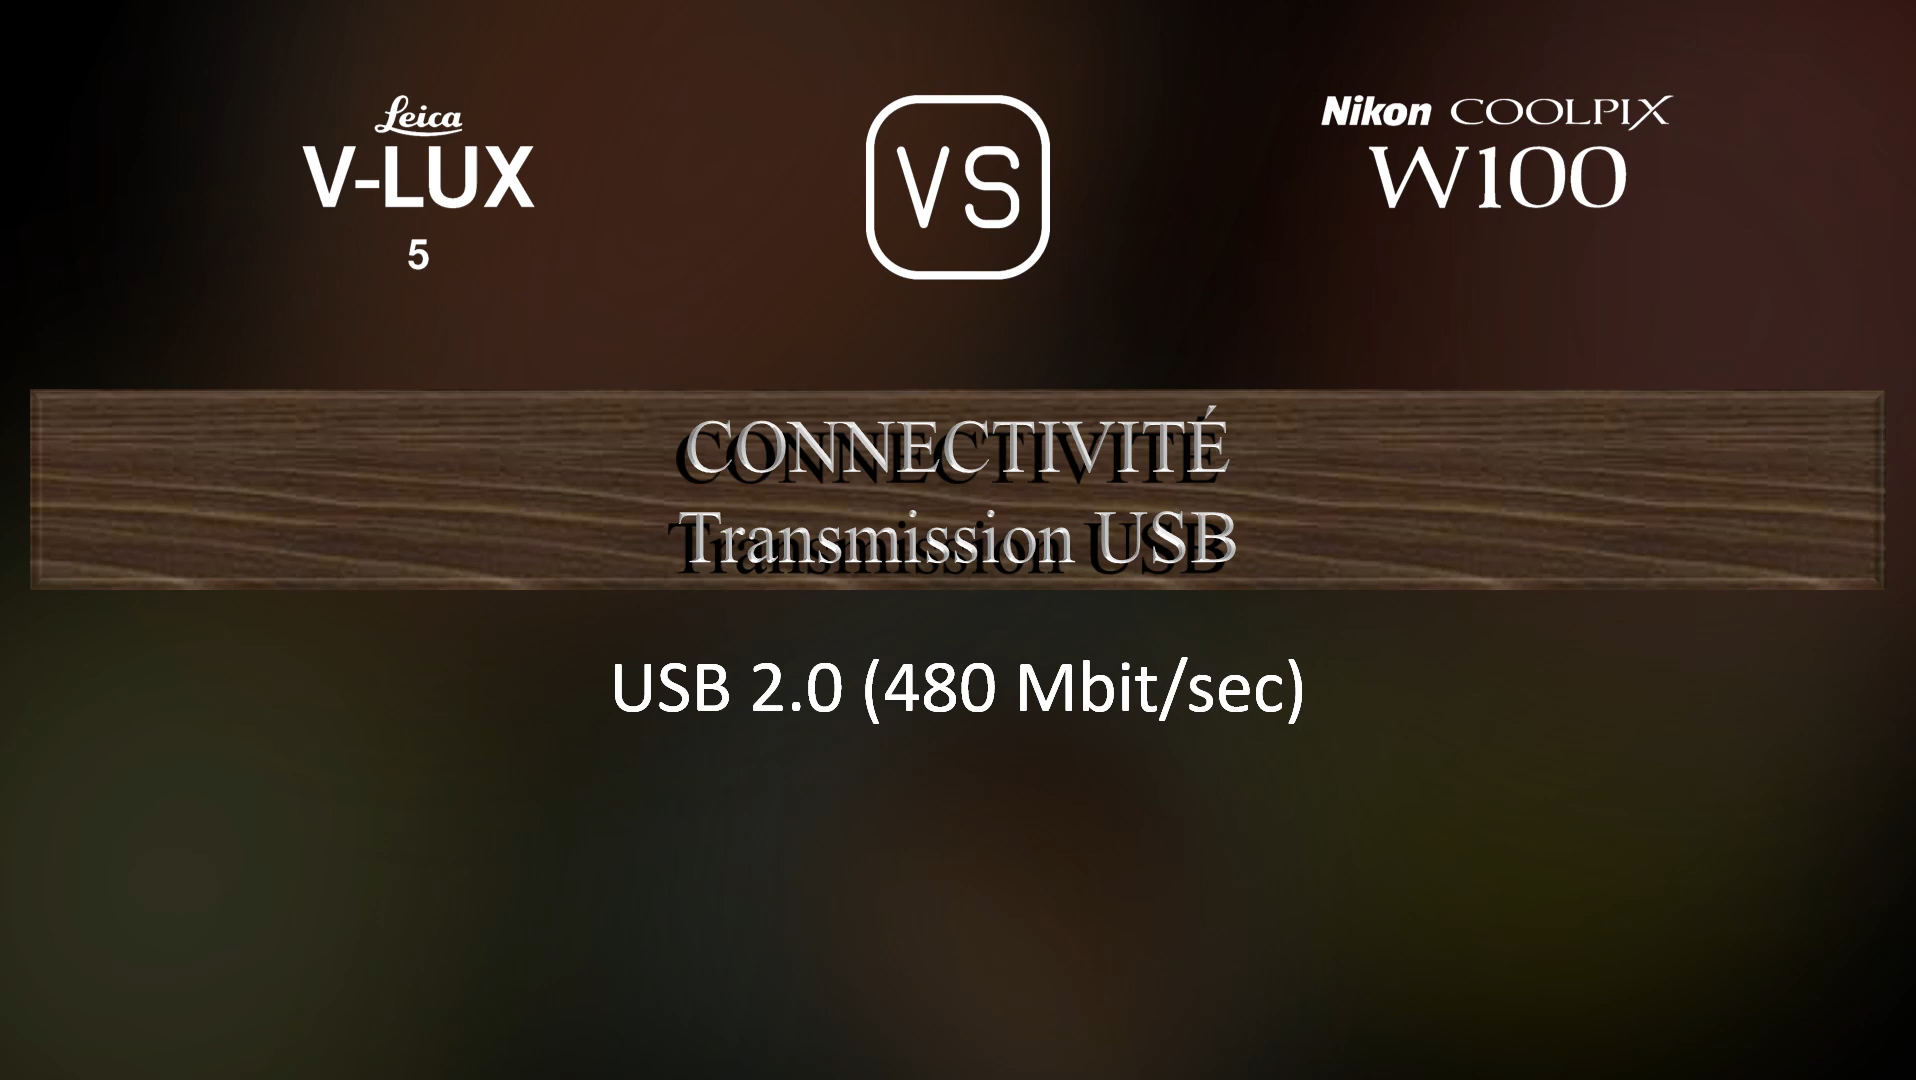 Leica
V-LUX
5
VS
Nikon COOLPIX
W100
CONNECTIVITÉ
Transmission USB
USB 2.0 (480 Mbit/sec)